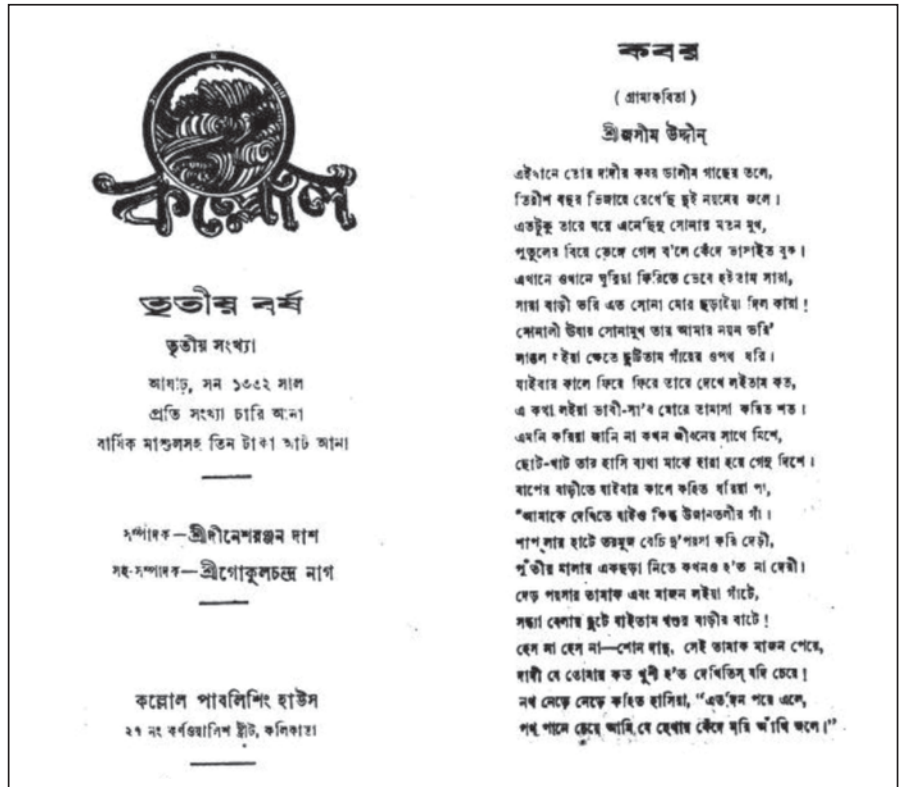 কল্লোল
তৃতীয় বর্ষ
তৃতীয় সংখ্যা
আষাঢ়, সন ১৩৩২ সাল
প্রতি সংখ্যা চারি আনা
বার্ষিক মাশুলসহ তিন টাকা আট আনা
সম্পাদক—শ্রীদীনেশরঞ্জন দাশ
সহ-সম্পাদক—শ্রীগোকুলচন্দ্র নাগ
কল্লোল পাবলিশিং হাউস
২৭ নং কর্ণওয়ালিশ ষ্ট্রীট, কলিকাতা
কবর
( গ্রাম্যকবিতা )
শ্রীজসীম উদ্দীন্
এইখানে তোর দাদীর কবর ডালীম গাছের তলে,
তিরীশ বছর ভিজায়ে রেখেছি দুই নয়নের জলে।
এতটুকু তারে ঘরে এনেছিনু সোনার মতন মুখ,
পুতুলের বিয়ে ভেঙ্গে গেল ব'লে কেঁদে ভাসাইত বুক।
এখানে ওখানে ঘুরিয়া ফিরিতে ভেবে হইতাম সারা,
সারা বাড়ী ভরি এত সোনা মোর ছড়াইয়া দিল কারা!
সোনালী ঊষার সোনামুখ তার আমার নয়ন ভরি'
লাঙল লইয়া ক্ষেতে ছুটিতাম গাঁয়ের ওপথ ধরি।
যাইবার কালে ফিরে ফিরে তারে দেখে লইতাম কত,
এ কথা লইয়া ভাবী-সা'ব মোরে তামাসা করিত শত।
এমনি করিয়া জানি না কখন জীবনের সাথে মিশে,
ছোট-খাট তার হাসি ব্যথা মাঝে হারা হয়ে গেনু দিশে।
বাপের বাড়ীতে যাইবার কালে কহিত ধরিয়া পা,
"আমাকে দেখিতে যাইও কিন্তু উজানতলীর গাঁ।
শাপলার হাটে তরমুজ বেচি দু'পয়সা করি দেড়ী,
পুঁতীর মালার একছড়া নিতে কখনও হ'ত না দেরী।
দেড় পয়সার তামাক এবং মাজন লইয়া গাঁটে,
সন্ধ্যা বেলায় ছুটে যাইতাম শ্বশুর বাড়ীর বাটে!
হেস না হেস না—শোন দাদু, সেই তামাক মাজন পেয়ে,
দাদী যে তোমার কত খুশী হ'ত দেখিতিস্ যদি চেয়ে!
নথ নেড়ে নেড়ে কহিত হাসিয়া, "এতদিন পরে এলে,
পথ পানে চেয়ে আমি যে হেথায় কেঁদে মরি আঁখি জলে।"